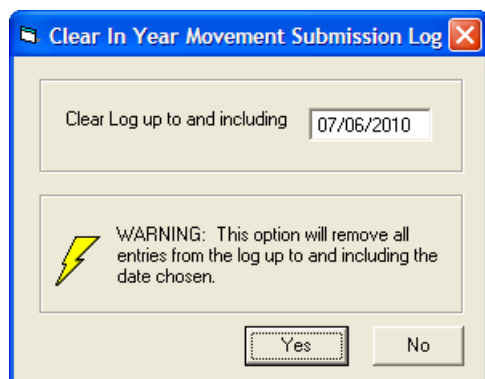 Clear In Year Movement Submission Log
Clear Log up to and including 07/06/2010
WARNING: This option will remove all
entries from the log up to and including the
date chosen.
Yes No